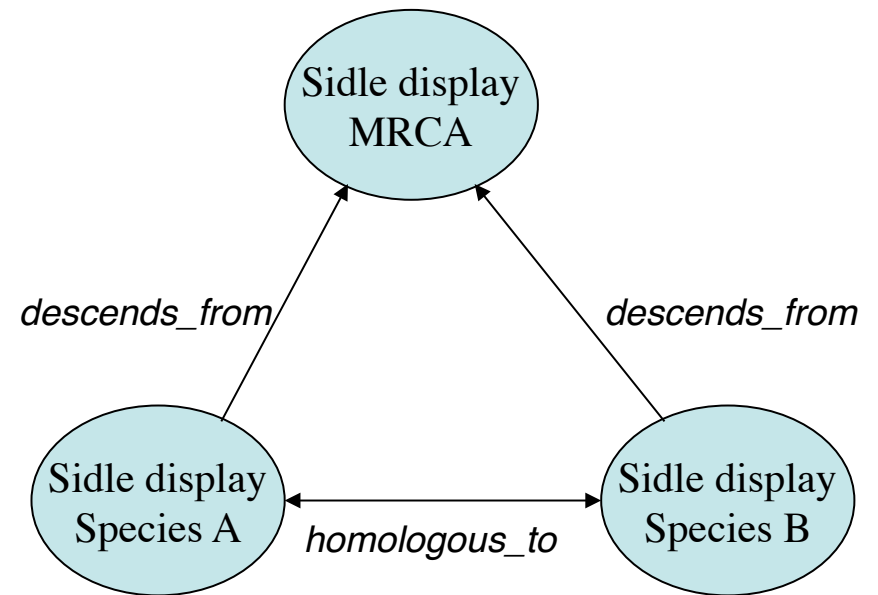 Sidle display
MRCA
descends_from
descends_from
Sidle display
Species A
homologous_to
Sidle display
Species B